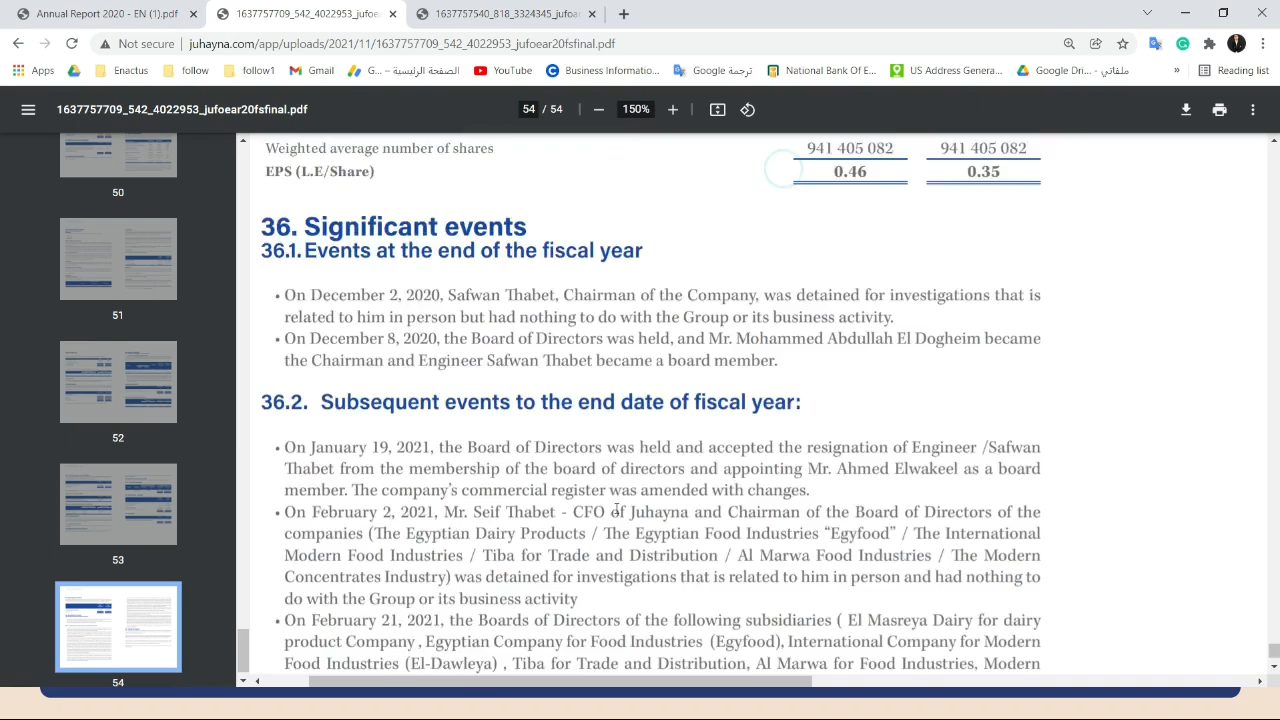 Annual Report 2020 - EN (1).pdf
1637757709_542_4022953_jufoe
1637757540_818_3324345_jufoar
Not secure | juhayna.com/app/uploads/2021/11/1637757709_542_4022953_jufoear20fsfinal.pdf
Apps Enactus follow follow1 Gmail G... الصفحة الرئيسية YouTube Business Informatio... ترجمة Google National Bank Of E... US Address Genera... ملفاتي - Google Dri... » Reading list
1637757709_542_4022953_jufoear20fsfinal.pdf 54 / 54 150%
50
51
52
53
54
Weighted average number of shares 941 405 082 941 405 082
EPS (L.E/Share) 0.46 0.35
36. Significant events
36.1. Events at the end of the fiscal year
• On December 2, 2020, Safwan Thabet, Chairman of the Company, was detained for investigations that is
related to him in person but had nothing to do with the Group or its business activity.
• On December 8, 2020, the Board of Directors was held, and Mr. Mohammed Abdullah El Dogheim became
the Chairman and Engineer Safwan Thabet became a board member.
36.2. Subsequent events to the end date of fiscal year:
• On January 19, 2021, the Board of Directors was held and accepted the resignation of Engineer /Safwan
Thabet from the membership of the board of directors and appointing Mr. Ahmed Elwakeel as a board
member. The company's commercial register was amended with changes.
• On February 2, 2021, Mr. Seif Thabet – CFO of Juhayna and Chairman of the Board of Directors of the
companies (The Egyptian Dairy Products / The Egyptian Food Industries “Egyfood” / The International
Modern Food Industries / Tiba for Trade and Distribution / Al Marwa Food Industries / The Modern
Concentrates Industry) was detained for investigations that is related to him in person and had nothing to
do with the Group or its business activity
• On February 21, 2021, the Boards of Directors of the following subsidiaries ( El Masreya Dairy for dairy
product Company , Egyptian Company for Food Industries (Egyfood), International Company for Modern
Food Industries (El-Dawleya) , Tiba for Trade and Distribution, Al Marwa for Food Industries, Modern